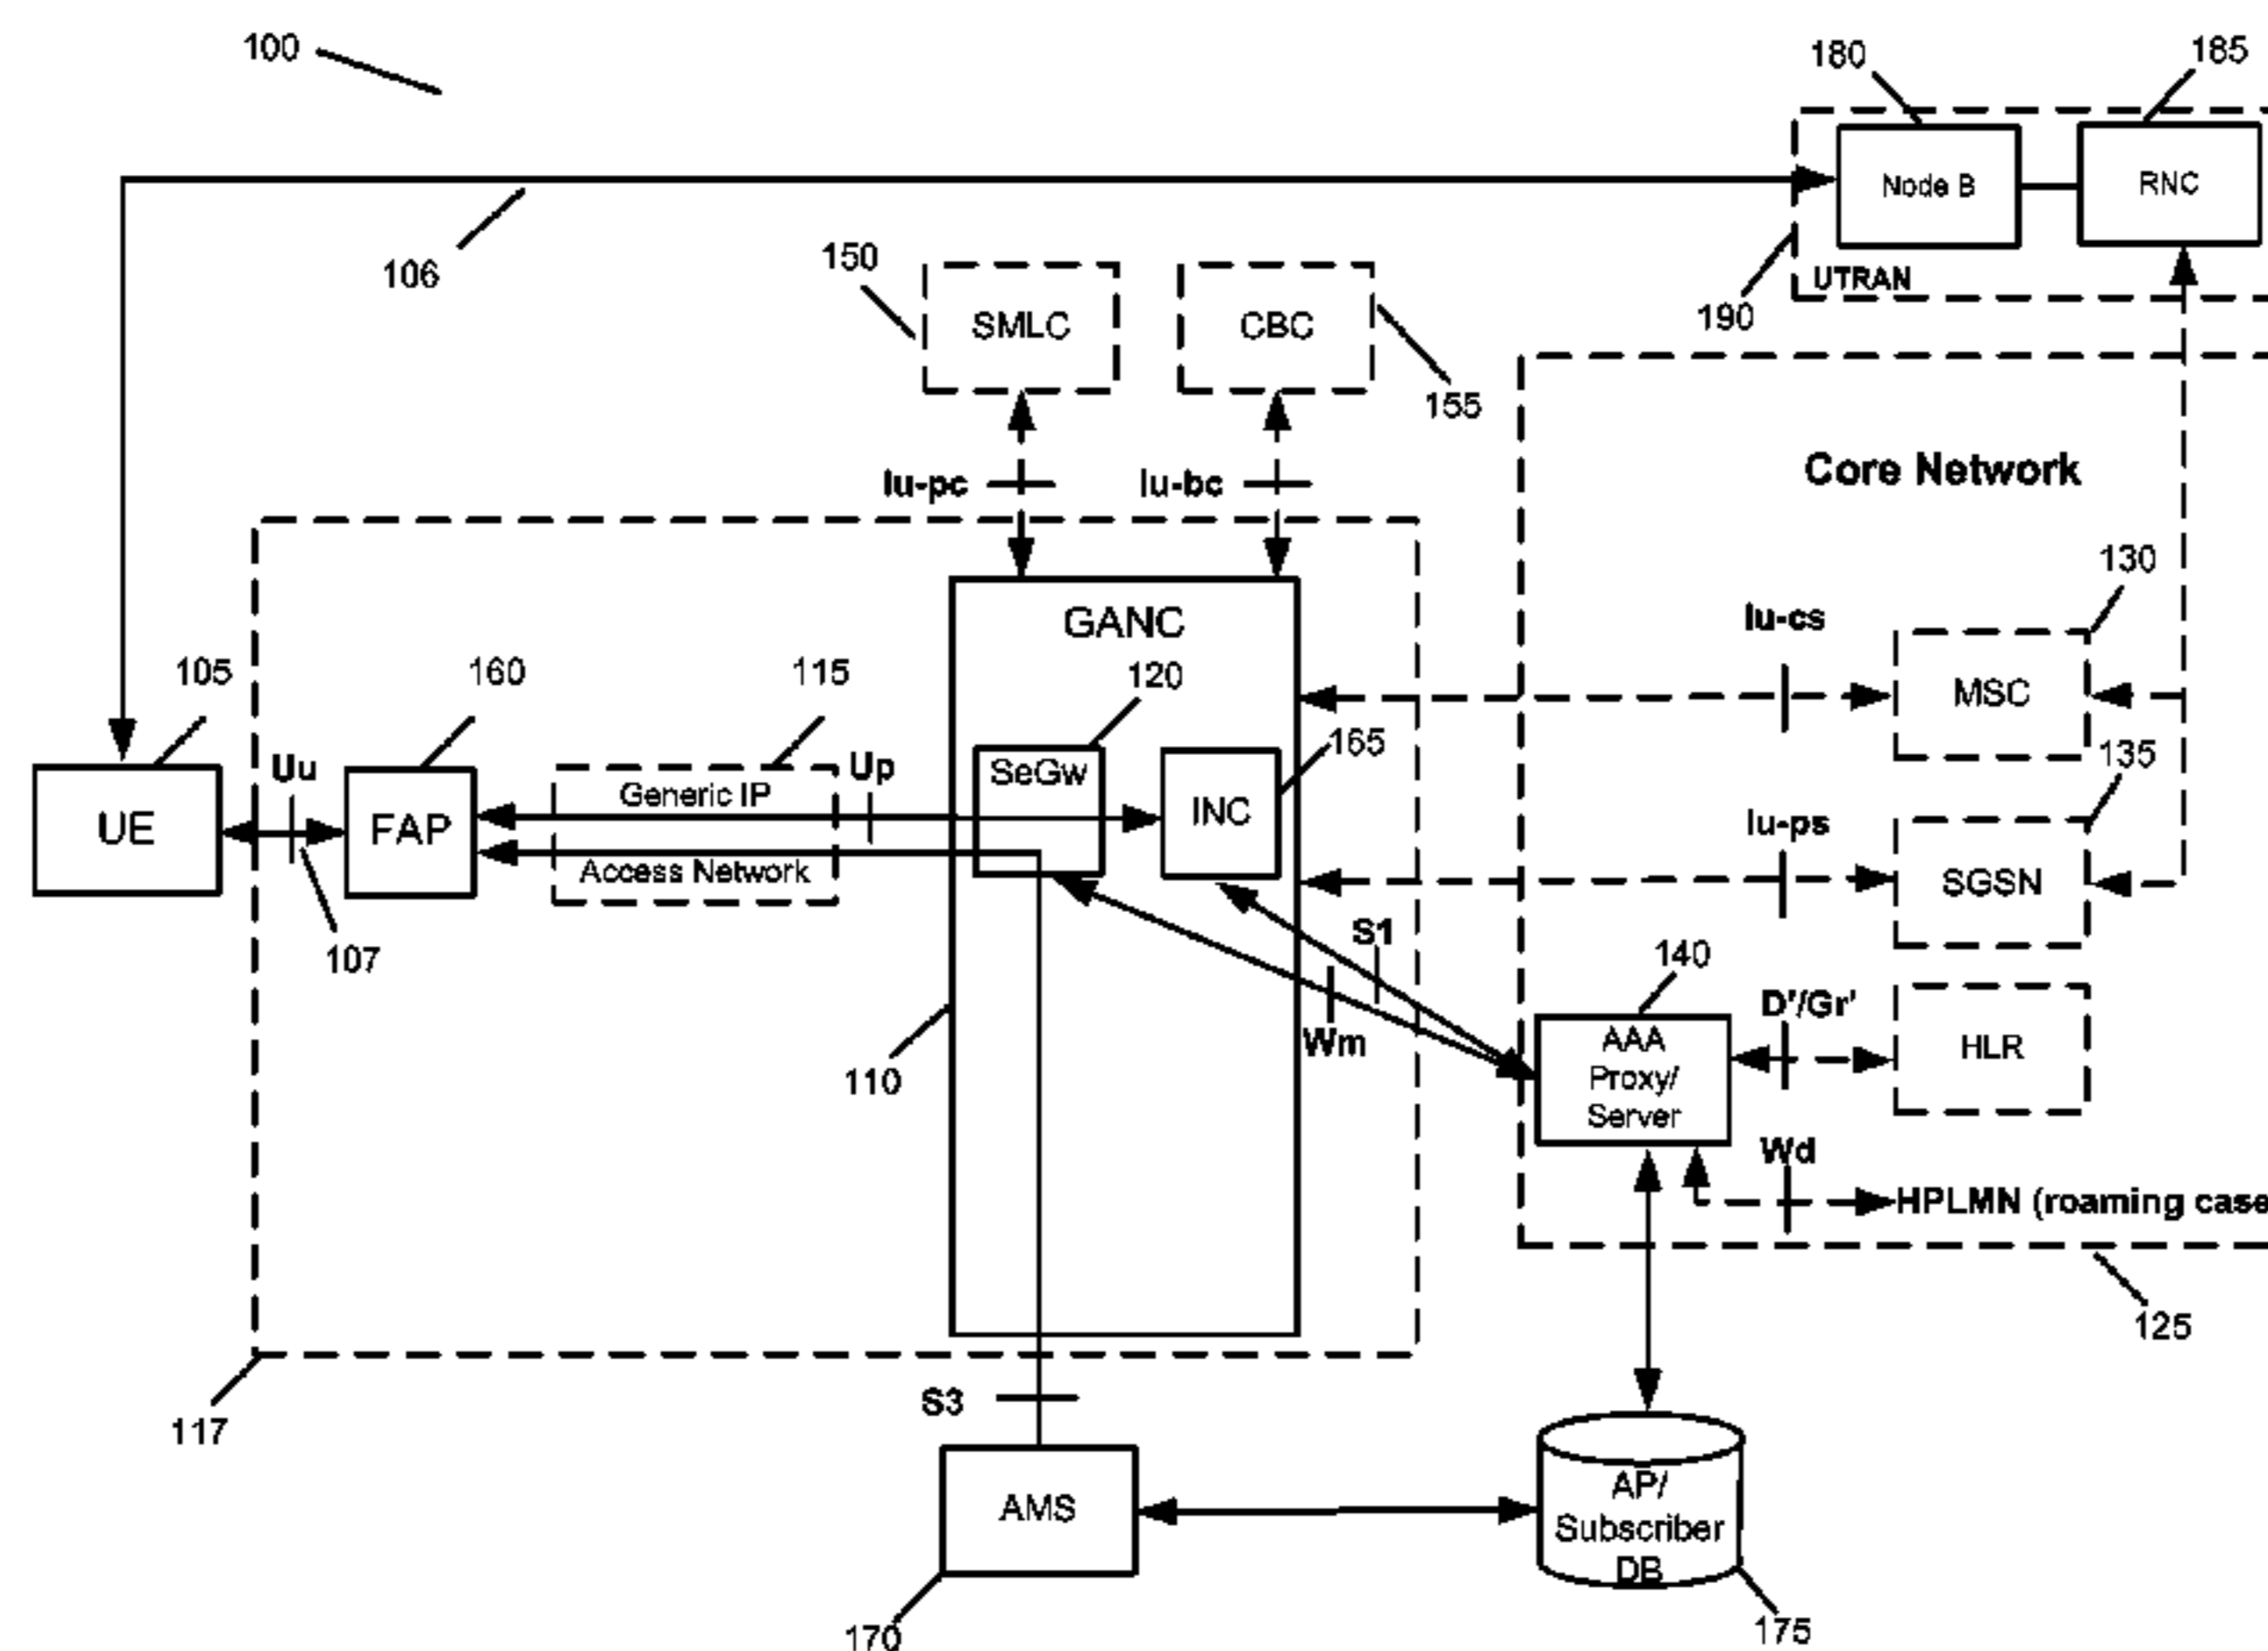 100
180
185
Node B
RNC
106
150
190
UTRAN
SMLC
CBC
155
Core Network
Iu-pc
Iu-bc
130
GANC
Iu-cs
105
160
115
120
MSC
165
135
Uu
Up
SeGw
Generic IP
UE
FAP
INC
Iu-ps
Access Network
SGSN
107
S1
140
D'/Gr'
Wm
AAA
Proxy/
Server
HLR
110
Wd
HPLMN (roaming case
125
S3
117
AMS
AP/
Subscriber
DB
170
175